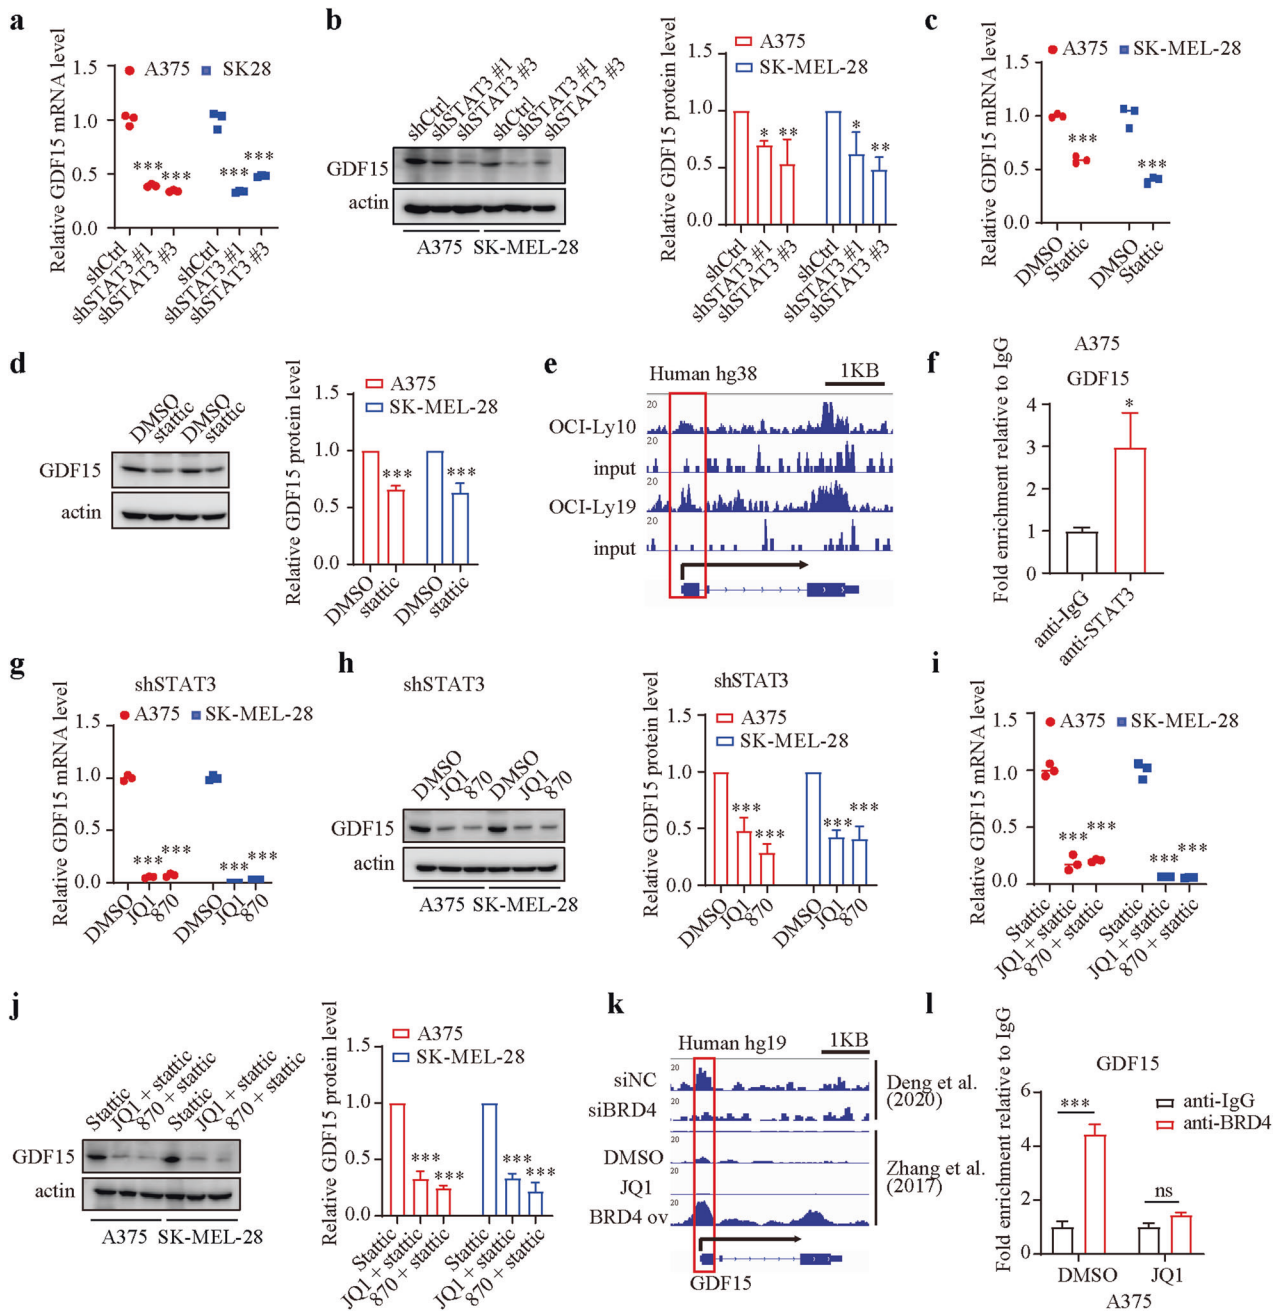 a
Relative GDF15 mRNA level
A375 SK28
1.5
1.0
0.5
0.0
*** *** *** ***
shCtrl
shSTAT3 #1
shSTAT3 #3
shCtrl
shSTAT3 #1
shSTAT3 #3
b
shCtrl
shSTAT3 #1
shSTAT3 #3
shCtrl
shSTAT3 #1
shSTAT3 #3
GDF15
actin
A375 SK-MEL-28
Relative GDF15 protein level
A375
SK-MEL-28
1.5
1.0
0.5
0.0
* ** * **
shCtrl
shSTAT3 #1
shSTAT3 #3
shCtrl
shSTAT3 #1
shSTAT3 #3
c
Relative GDF15 mRNA level
A375 SK-MEL-28
1.5
1.0
0.5
0.0
*** ***
DMSO
Stattic
DMSO
Stattic
d
DMSO
stattic
DMSO
stattic
GDF15
actin
Relative GDF15 protein level
A375
SK-MEL-28
1.5
1.0
0.5
0.0
*** ***
DMSO
stattic
DMSO
stattic
e
Human hg38
1KB
20
OCI-Ly10
20
input
20
OCI-Ly19
20
input
f
A375
GDF15
Fold enrichment relative to IgG
4
3
2
1
0
*
anti-IgG
anti-STAT3
g
shSTAT3
Relative GDF15 mRNA level
A375 SK-MEL-28
1.5
1.0
0.5
0.0
*** *** *** ***
DMSO
JQ1
870
DMSO
JQ1
870
h
shSTAT3
DMSO
JQ1
870
DMSO
JQ1
870
GDF15
actin
A375 SK-MEL-28
shSTAT3
Relative GDF15 protein level
A375
SK-MEL-28
1.5
1.0
0.5
0.0
*** *** *** ***
DMSO
JQ1
870
DMSO
JQ1
870
i
Relative GDF15 mRNA level
A375 SK-MEL-28
1.5
1.0
0.5
0.0
*** *** *** ***
Stattic
JQ1 + stattic
870 + stattic
Stattic
JQ1 + stattic
870 + stattic
j
Stattic
JQ1 + stattic
870 + stattic
Stattic
JQ1 + stattic
870 + stattic
GDF15
actin
A375 SK-MEL-28
Relative GDF15 protein level
A375
SK-MEL-28
1.5
1.0
0.5
0.0
*** *** *** ***
Stattic
JQ1 + stattic
870 + stattic
Stattic
JQ1 + stattic
870 + stattic
k
Human hg19
1KB
20
siNC
20
siBRD4
Deng et al.
(2020)
20
DMSO
20
JQ1
20
BRD4 ov
Zhang et al.
(2017)
GDF15
l
GDF15
Fold enrichment relative to IgG
6
4
2
0
anti-IgG
anti-BRD4
***
ns
DMSO JQ1
A375